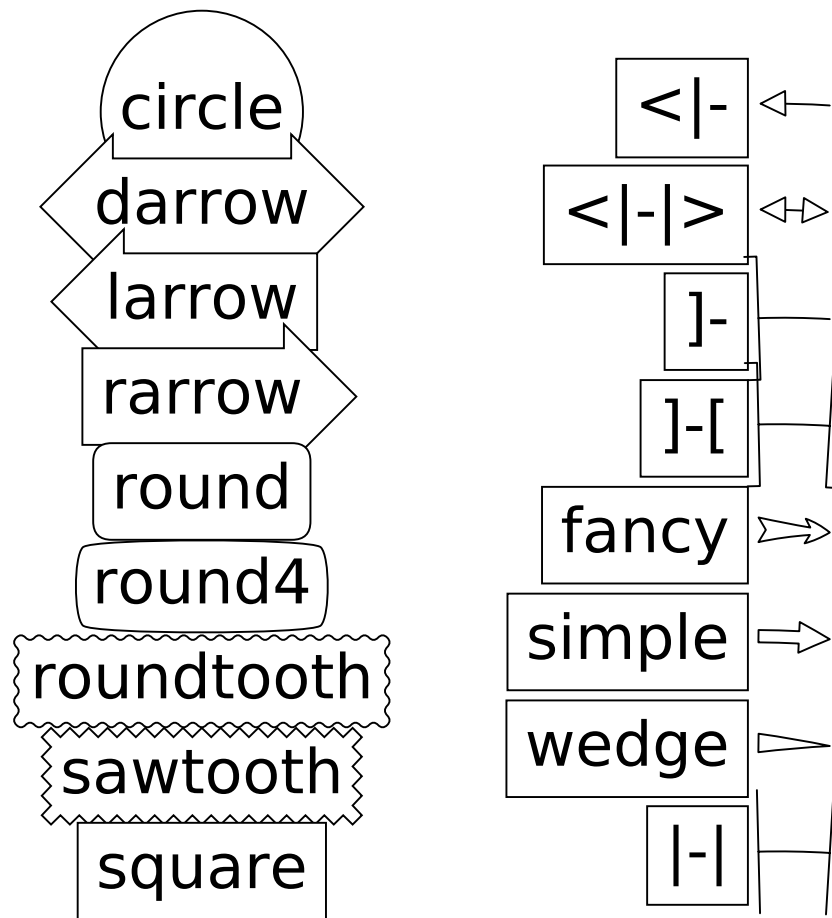 circle
darrow
larrow
rarrow
round
round4
roundtooth
sawtooth
square
<|-
<|-|>
]-
]-[
fancy
simple
wedge
|-|